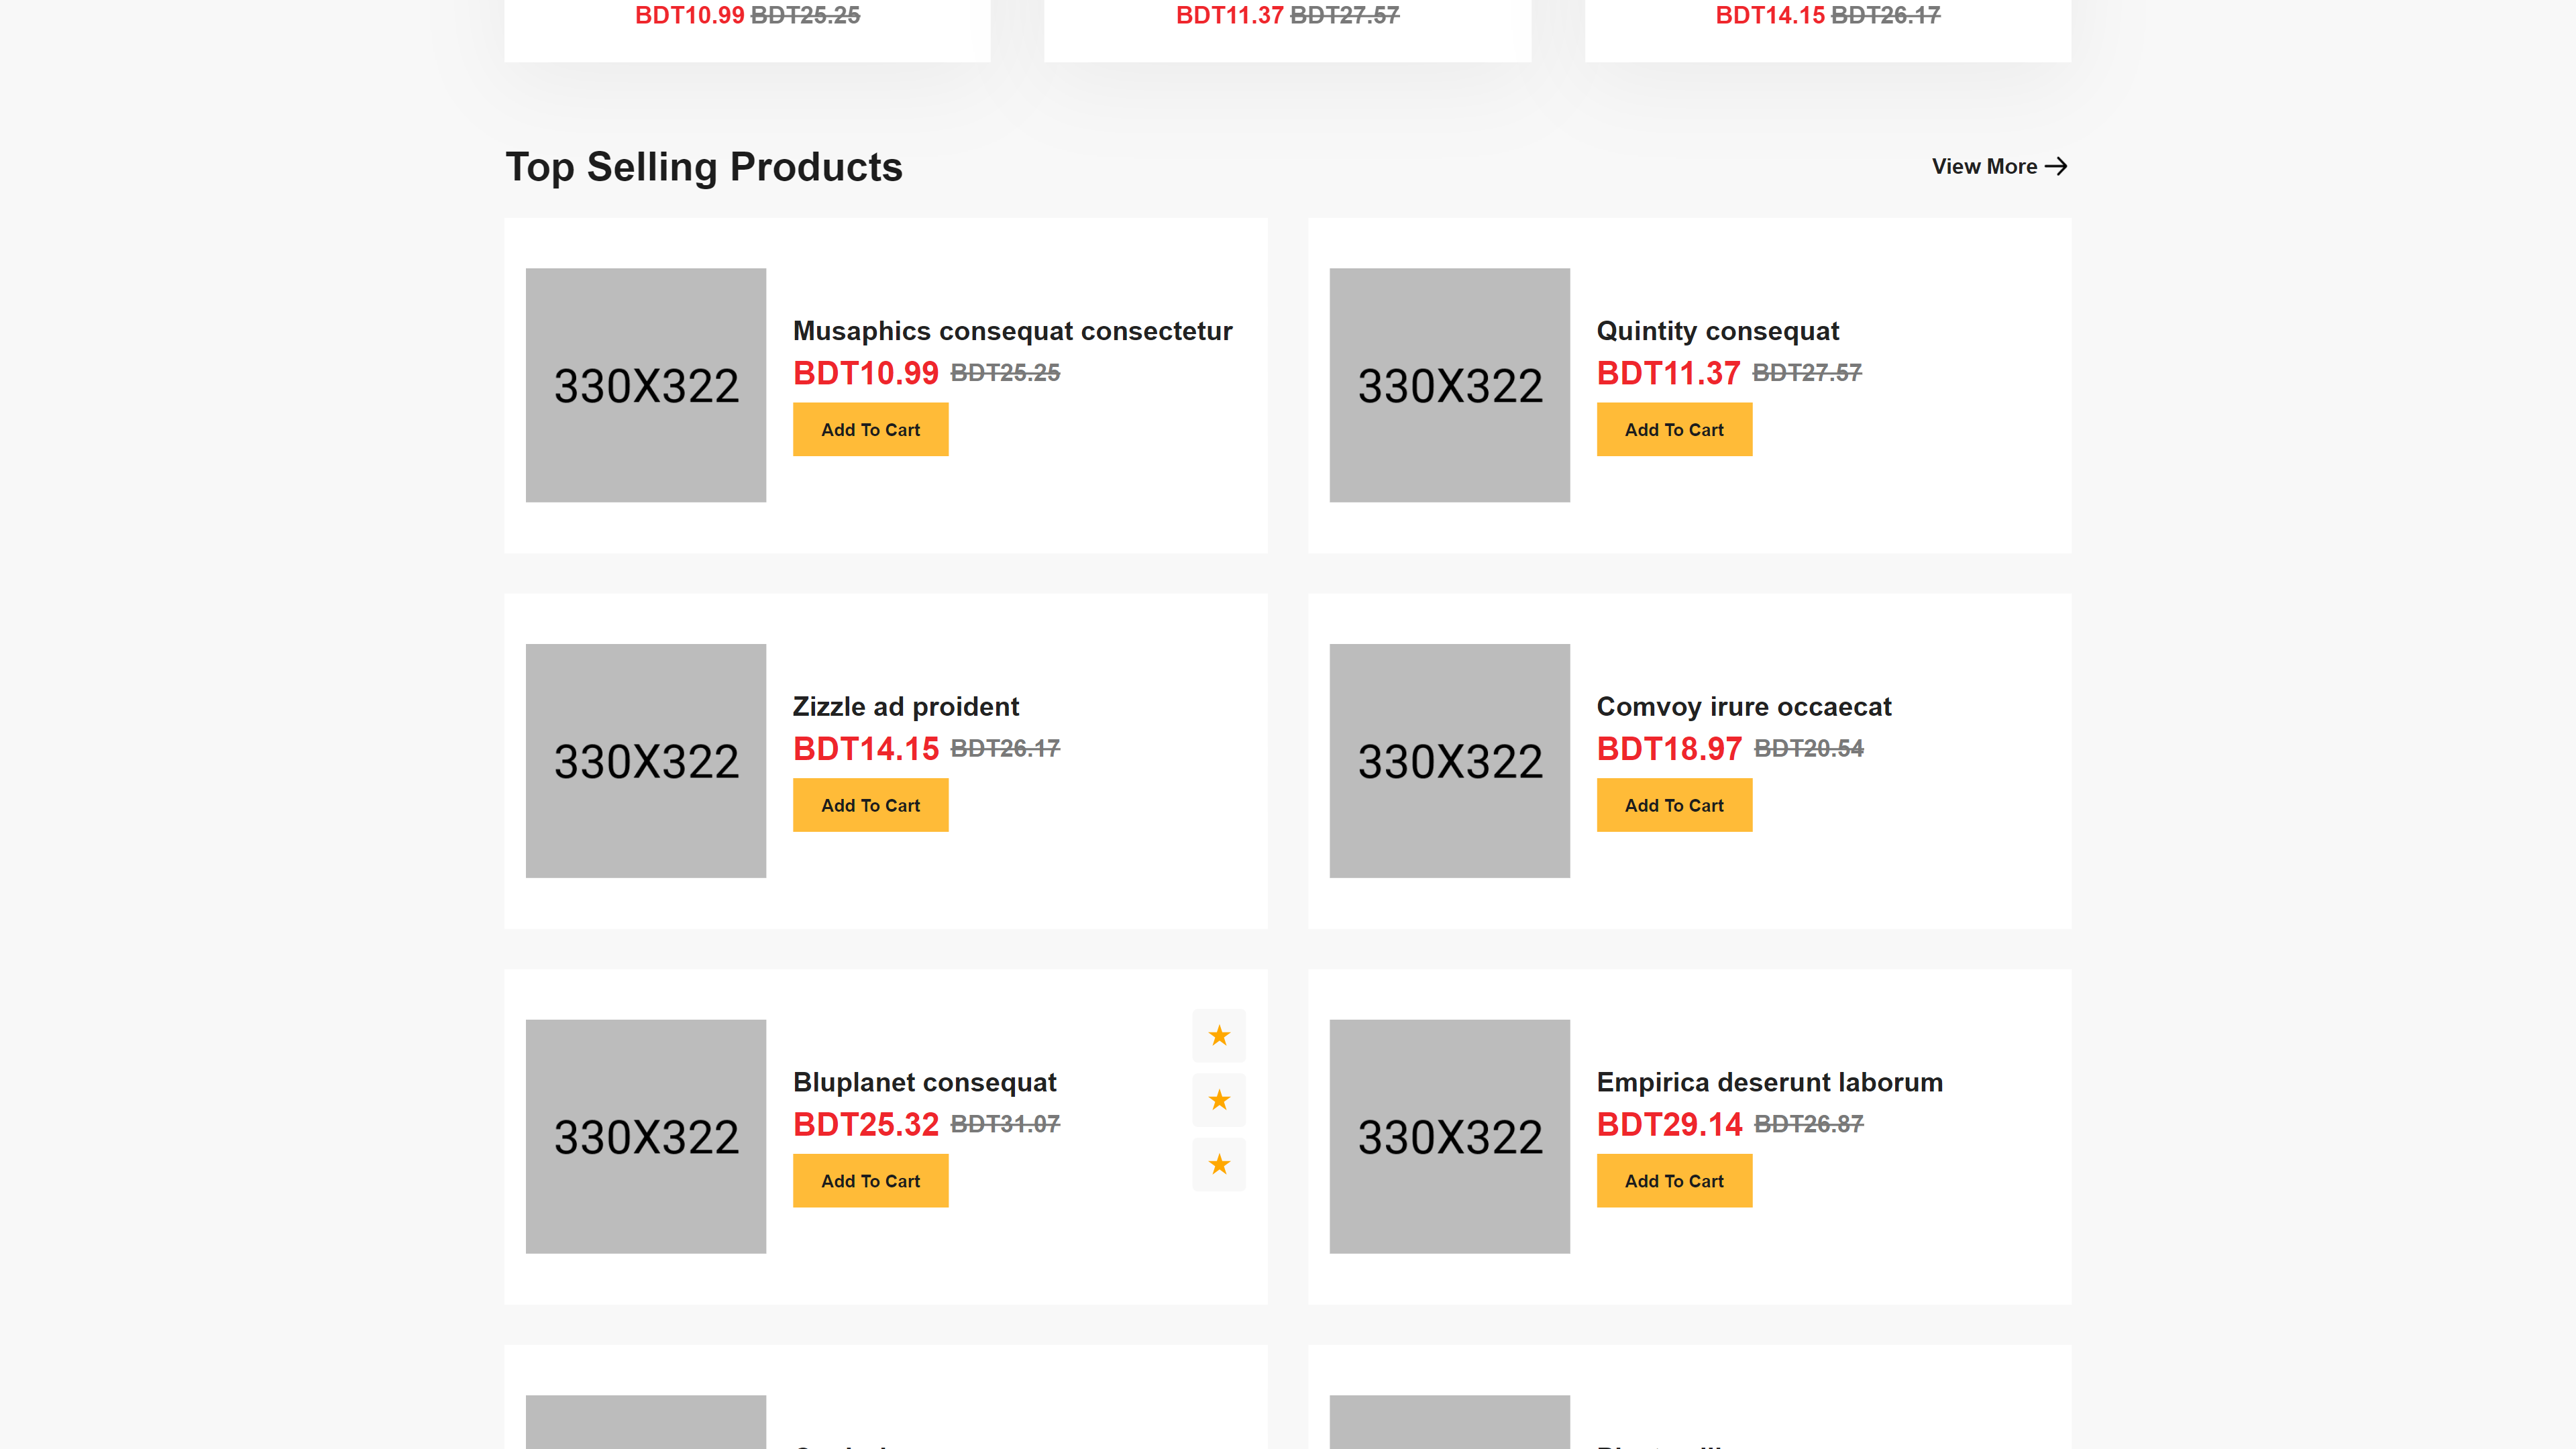 BDT10.99 BDT25.25
BDT11.37 BDT27.57
BDT14.15 BDT26.17
Top Selling Products
View More
330X322
Musaphics consequat consectetur
BDT10.99 BDT25.25
Add To Cart
330X322
Quintity consequat
BDT11.37 BDT27.57
Add To Cart
330X322
Zizzle ad proident
BDT14.15 BDT26.17
Add To Cart
330X322
Comvoy irure occaecat
BDT18.97 BDT20.54
Add To Cart
330X322
Bluplanet consequat
BDT25.32 BDT31.07
Add To Cart
330X322
Empirica deserunt laborum
BDT29.14 BDT26.87
Add To Cart